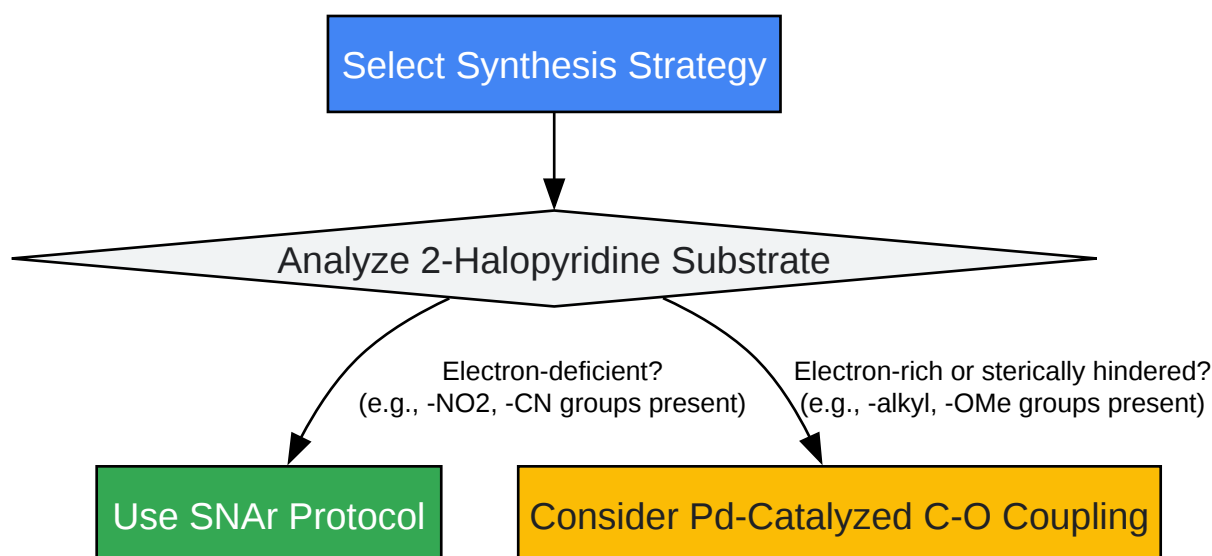 Select Synthesis Strategy
Analyze 2-Halopyridine Substrate
Electron-deficient?
(e.g., -NO2, -CN groups present)
Electron-rich or sterically hindered?
(e.g., -alkyl, -OMe groups present)
Use SNAr Protocol
Consider Pd-Catalyzed C-O Coupling